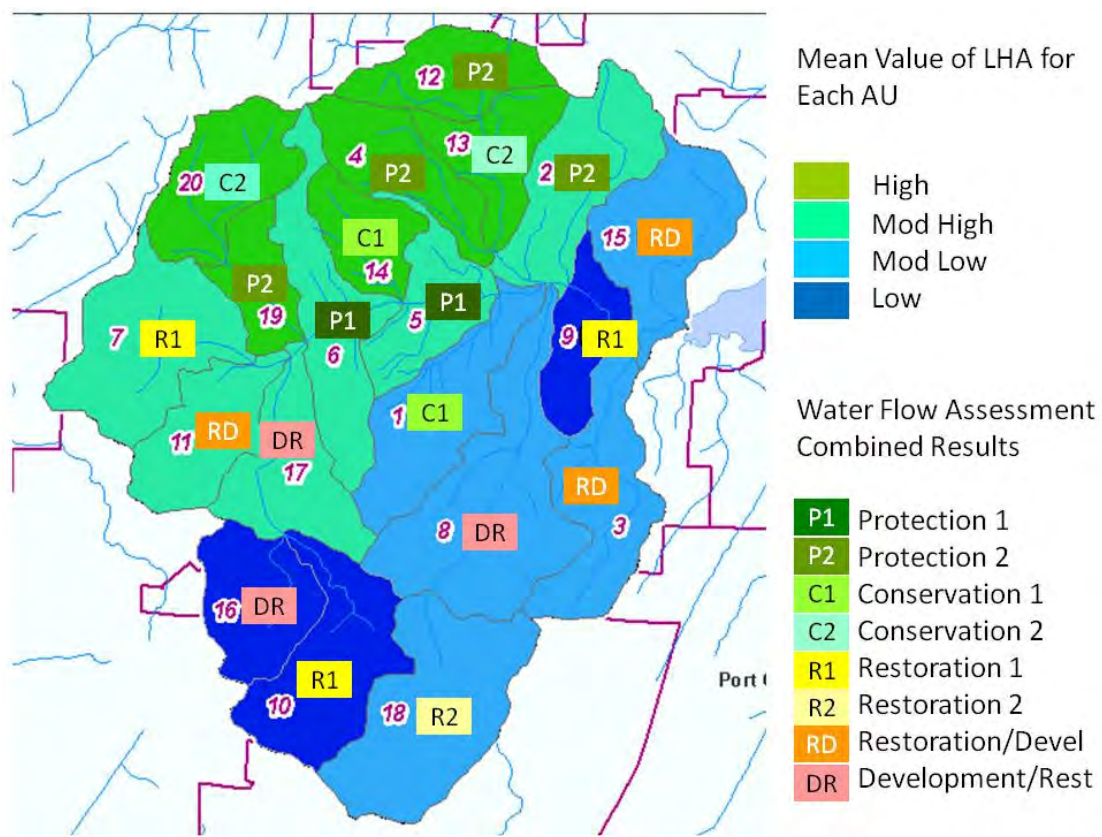 12 P2
13 C2
4 P2
2 P2
20 C2
15 RD
C1
14
P2
19
P1
6
P1
5
7 R1
9 R1
1 C1
11 RD
DR
17
RD
3
8 DR
16 DR
R1
10
18 R2
Port
Mean Value of LHA for
Each AU
High
Mod High
Mod Low
Low
Water Flow Assessment
Combined Results
P1 Protection 1
P2 Protection 2
C1 Conservation 1
C2 Conservation 2
R1 Restoration 1
R2 Restoration 2
RD Restoration/Devel
DR Development/Rest